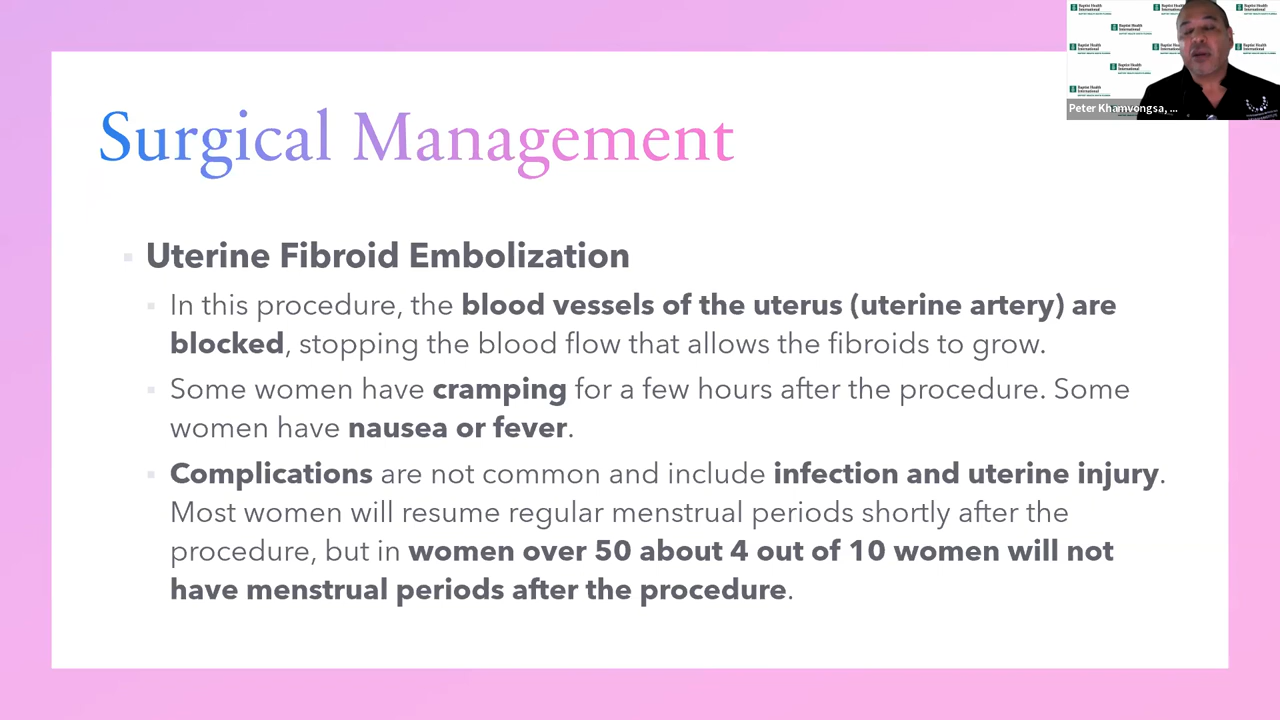 Baptist Health
International
Peter Khamvongsa, ...
Surgical Management
Uterine Fibroid Embolization
In this procedure, the blood vessels of the uterus (uterine artery) are
blocked, stopping the blood flow that allows the fibroids to grow.
Some women have cramping for a few hours after the procedure. Some
women have nausea or fever.
Complications are not common and include infection and uterine injury.
Most women will resume regular menstrual periods shortly after the
procedure, but in women over 50 about 4 out of 10 women will not
have menstrual periods after the procedure.